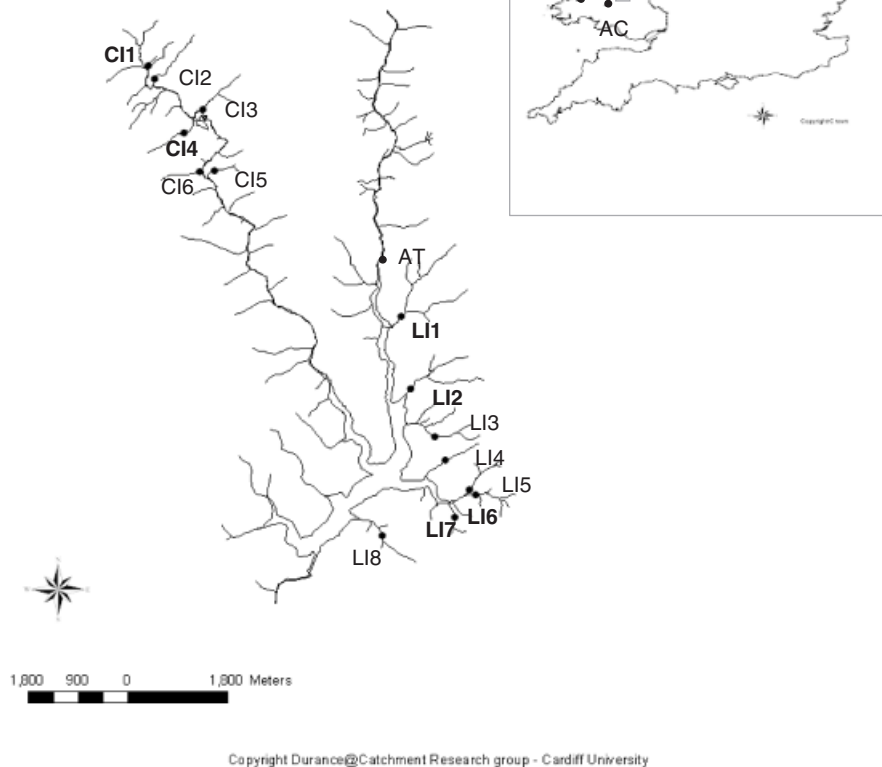 AC
CI1
CI2
CI3
CI4
CI6
CI5
AT
LI1
LI2
LI3
LI4
LI5
LI6
LI7
LI8
1,800 900 0 1,800 Meters
Copyright Durance@Catchment Research group - Cardiff University